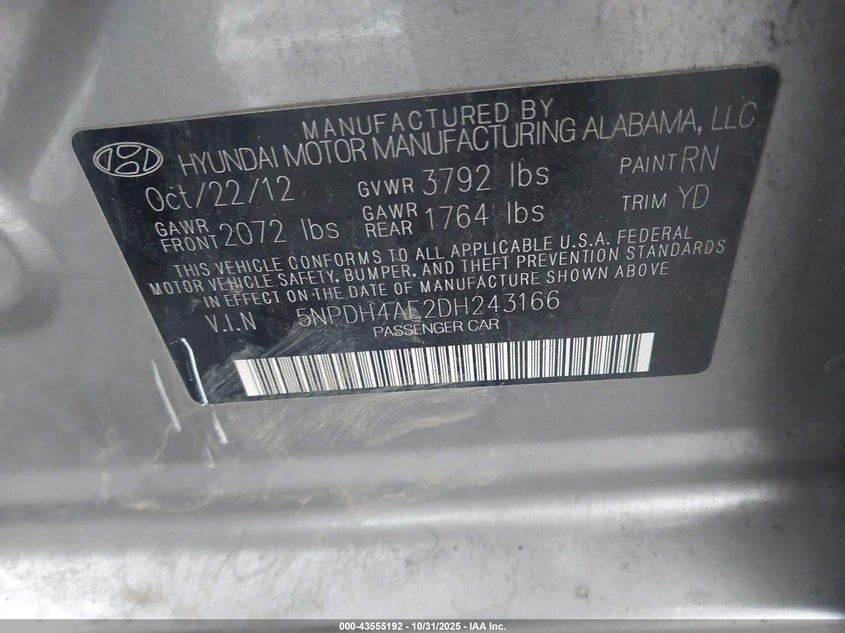 MANUFACTURED BY
HYUNDAI MOTOR MANUFACTURING ALABAMA, LLC
Oct/22/12 GVWR 3792 lbs PAINT RN
GAWR FRONT 2072 lbs GAWR REAR 1764 lbs TRIM YD
THIS VEHICLE CONFORMS TO ALL APPLICABLE U.S.A. FEDERAL
MOTOR VEHICLE SAFETY, BUMPER, AND THEFT PREVENTION STANDARDS
IN EFFECT ON THE DATE OF MANUFACTURE SHOWN ABOVE
V.I.N 5NPDH4AE2DH243166
PASSENGER CAR
000-43555192 - 10/31/2025 - IAA Inc.